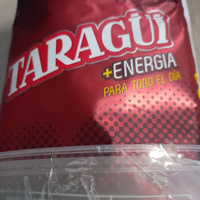 TARAGÜI
+ENERGIA
PARA TODO EL DÍA